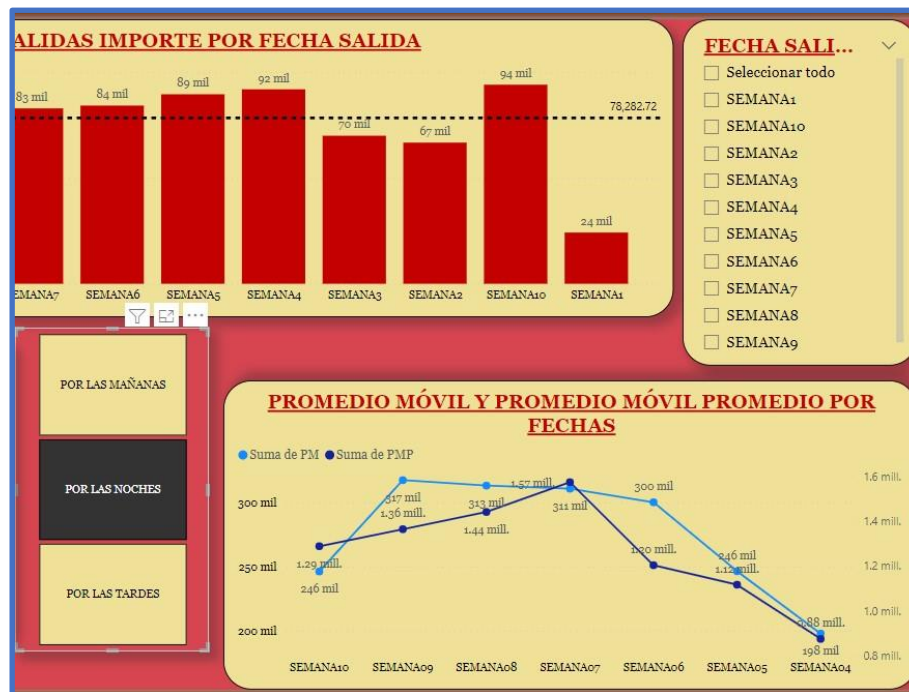 ALIDAS IMPORTE POR FECHA SALIDA
83 mil
84 mil
89 mil
92 mil
70 mil
67 mil
94 mil
24 mil
78,282.72
EMANA7 SEMANA6 SEMANA5 SEMANA4 SEMANA3 SEMANA2 SEMANA10 SEMANA1
FECHA SALI...
Seleccionar todo
SEMANA1
SEMANA10
SEMANA2
SEMANA3
SEMANA4
SEMANA5
SEMANA6
SEMANA7
SEMANA8
SEMANA9
POR LAS MAÑANAS
POR LAS NOCHES
POR LAS TARDES
PROMEDIO MÓVIL Y PROMEDIO MÓVIL PROMEDIO POR
FECHAS
Suma de PM Suma de PMP
300 mil
250 mil
200 mil
1.29 mill.
246 mil
317 mil
1.36 mill.
313 mil
1.44 mill.
1.57 mill.
311 mil
300 mil
1.20 mill.
246 mil
1.12 mill.
0.88 mill.
198 mil
1.6 mill.
1.4 mill.
1.2 mill.
1.0 mill.
0.8 mill.
SEMANA10 SEMANA09 SEMANA08 SEMANA07 SEMANA06 SEMANA05 SEMANA04